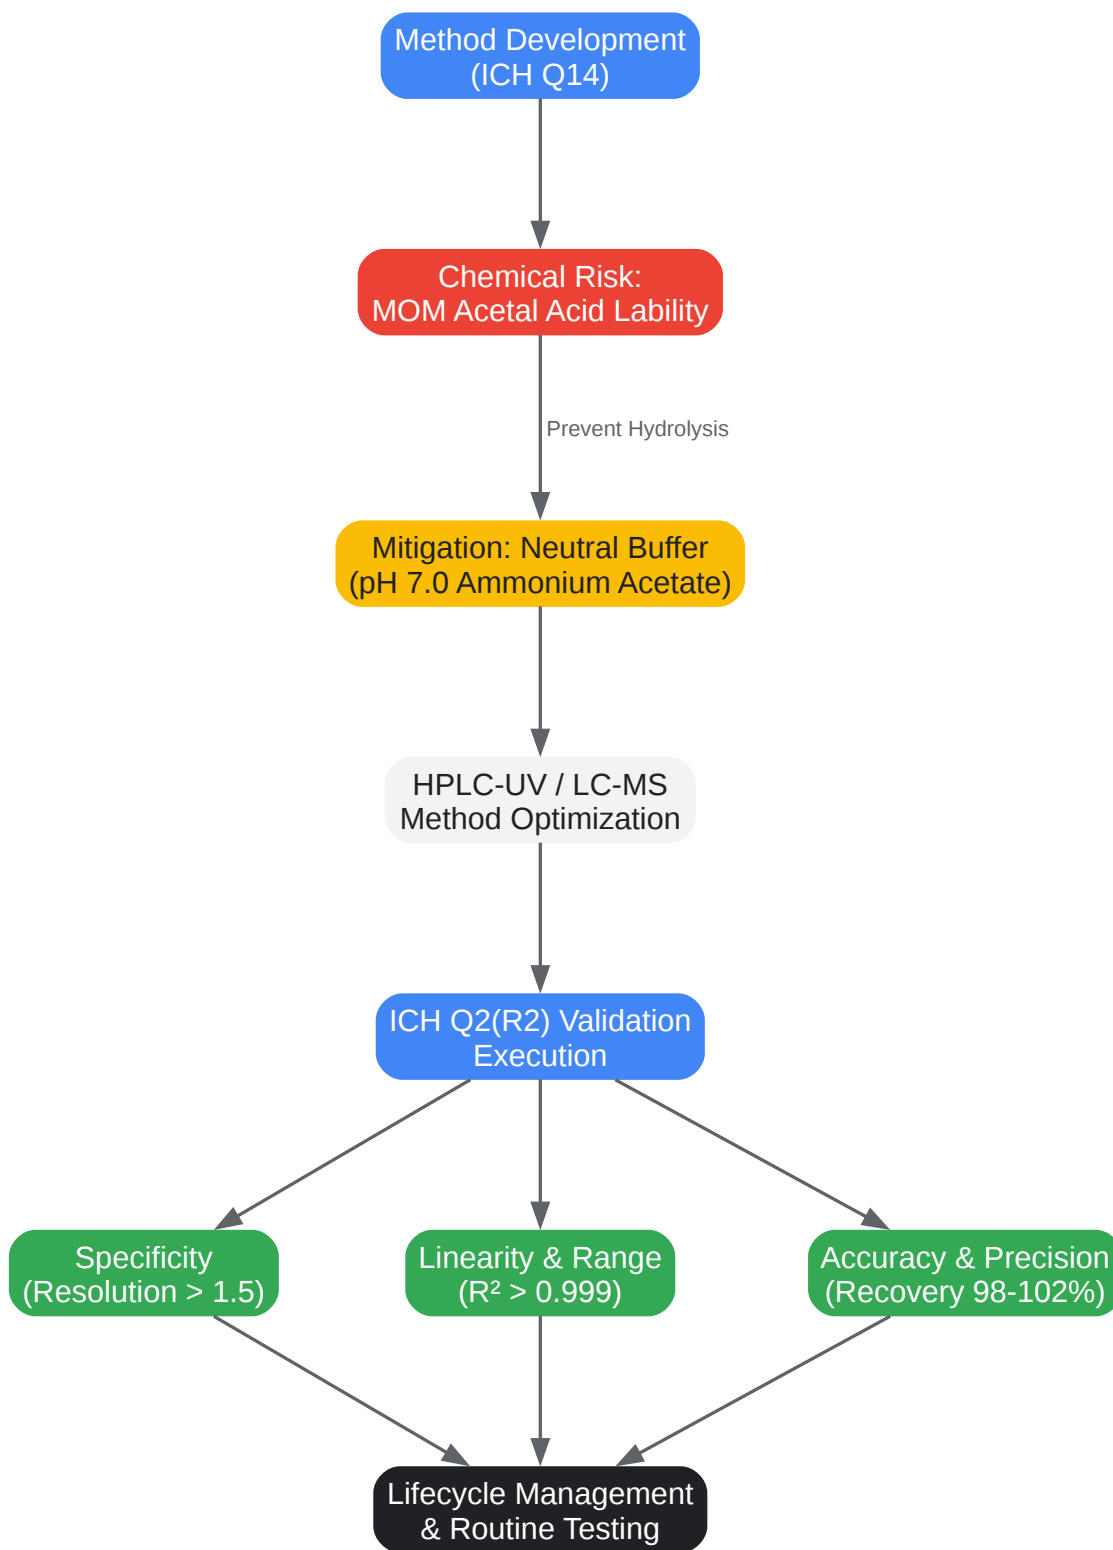 Method Development
(ICH Q14)
Chemical Risk:
MOM Acetal Acid Lability
Prevent Hydrolysis
Mitigation: Neutral Buffer
(pH 7.0 Ammonium Acetate)
HPLC-UV / LC-MS
Method Optimization
ICH Q2(R2) Validation
Execution
Specificity
(Resolution > 1.5)
Linearity & Range
(R² > 0.999)
Accuracy & Precision
(Recovery 98-102%)
Lifecycle Management
& Routine Testing